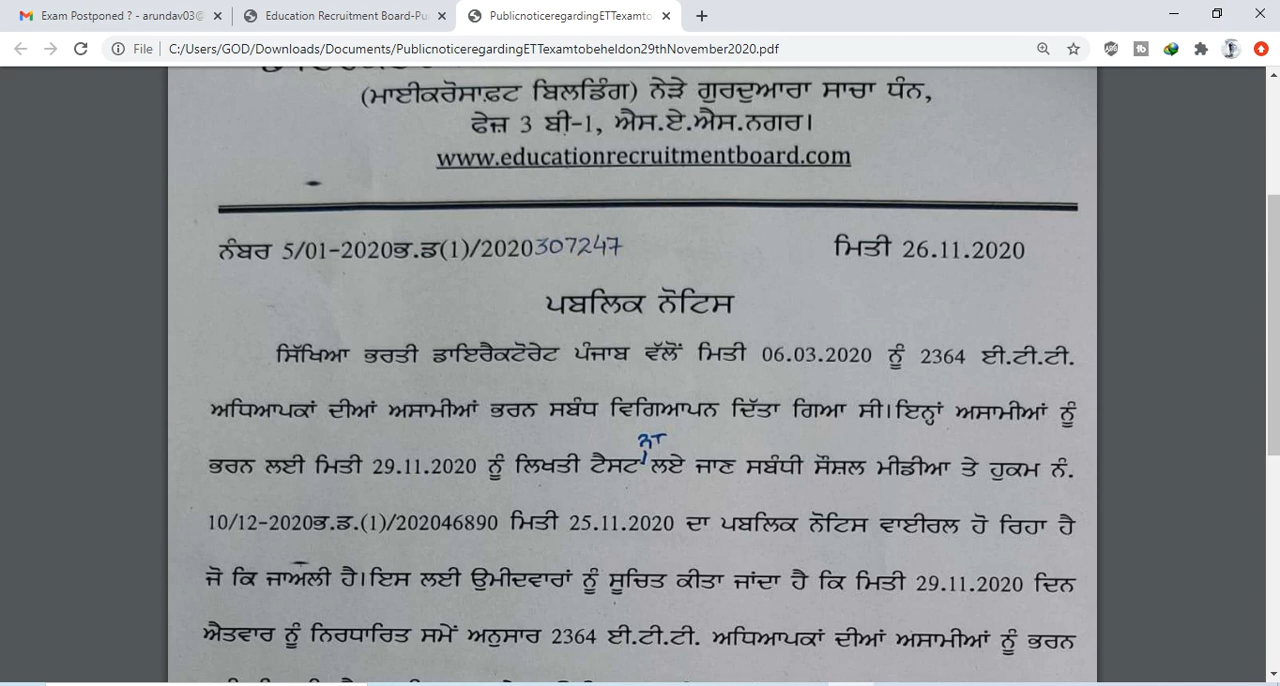 Exam Postponed ? - arundav03@
Education Recruitment Board-Pu
PublicnoticeregardingETTexamto
File
C:/Users/GOD/Downloads/Documents/PublicnoticeregardingETTexamtobeheldon29thNovember2020.pdf
(ਮਾਈਕਰੋਸਾਫ਼ਟ ਬਿਲਡਿੰਗ) ਨੇੜੇ ਗੁਰਦੁਆਰਾ ਸਾਚਾ ਧੰਨ,
ਫੇਜ਼ 3 ਬੀ-1, ਐਸ.ਏ.ਐਸ.ਨਗਰ।
www.educationrecruitmentboard.com
ਨੰਬਰ 5/01-2020ਭ.ਡ(1)/2020307247 ਮਿਤੀ 26.11.2020
ਪਬਲਿਕ ਨੋਟਿਸ
ਸਿੱਖਿਆ ਭਰਤੀ ਡਾਇਰੈਕਟੋਰੇਟ ਪੰਜਾਬ ਵੱਲੋਂ ਮਿਤੀ 06.03.2020 ਨੂੰ 2364 ਈ.ਟੀ.ਟੀ.
ਅਧਿਆਪਕਾਂ ਦੀਆਂ ਅਸਾਮੀਆਂ ਭਰਨ ਸਬੰਧ ਵਿਗਿਆਪਨ ਦਿੱਤਾ ਗਿਆ ਸੀ।ਇਨ੍ਹਾਂ ਅਸਾਮੀਆਂ ਨੂੰ
ਭਰਨ ਲਈ ਮਿਤੀ 29.11.2020 ਨੂੰ ਲਿਖਤੀ ਟੈਸਟ ਨਾ ਲਏ ਜਾਣ ਸਬੰਧੀ ਸੌਸ਼ਲ ਮੀਡੀਆ ਤੇ ਹੁਕਮ ਨੰ.
10/12-2020ਭ.ਡ.(1)/202046890 ਮਿਤੀ 25.11.2020 ਦਾ ਪਬਲਿਕ ਨੋਟਿਸ ਵਾਈਰਲ ਹੋ ਰਿਹਾ ਹੈ
ਜੋ ਕਿ ਜਾਅਲੀ ਹੈ।ਇਸ ਲਈ ਉਮੀਦਵਾਰਾਂ ਨੂੰ ਸੂਚਿਤ ਕੀਤਾ ਜਾਂਦਾ ਹੈ ਕਿ ਮਿਤੀ 29.11.2020 ਦਿਨ
ਐਤਵਾਰ ਨੂੰ ਨਿਰਧਾਰਿਤ ਸਮੇਂ ਅਨੁਸਾਰ 2364 ਈ.ਟੀ.ਟੀ. ਅਧਿਆਪਕਾਂ ਦੀਆਂ ਅਸਾਮੀਆਂ ਨੂੰ ਭਰਨ